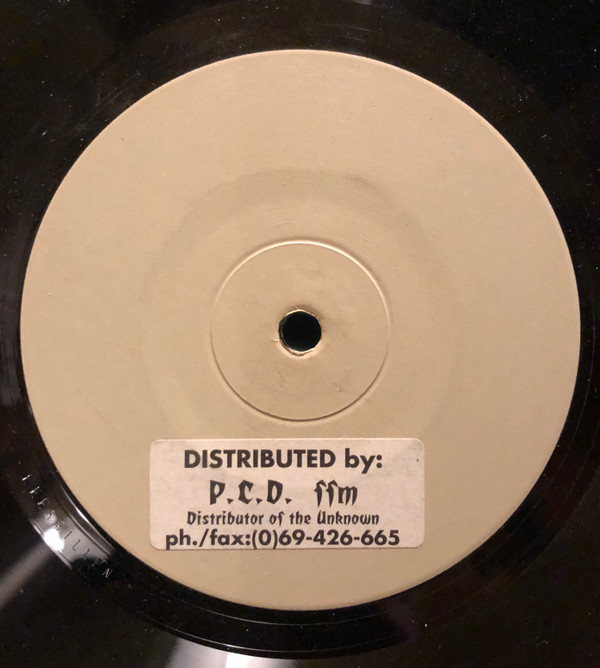 DISTRIBUTED by:
P.C.D. ffm
Distributor of the Unknown
ph./fax:(0)69-426-665